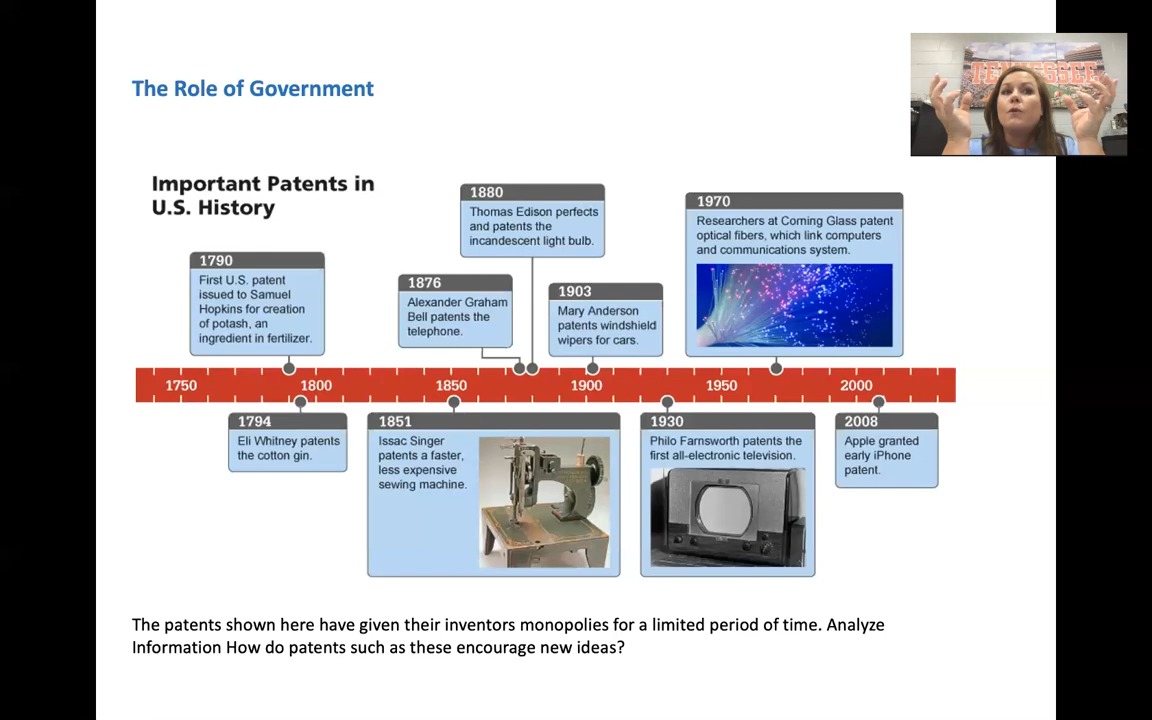 The Role of Government
TENNESSEE
Important Patents in
U.S. History
1790
First U.S. patent
issued to Samuel
Hopkins for creation
of potash, an
ingredient in fertilizer.
1876
Alexander Graham
Bell patents the
telephone.
1880
Thomas Edison perfects
and patents the
incandescent light bulb.
1903
Mary Anderson
patents windshield
wipers for cars.
1970
Researchers at Corning Glass patent
optical fibers, which link computers
and communications system.
1750 1800 1850 1900 1950 2000
1794
Eli Whitney patents
the cotton gin.
1851
Issac Singer
patents a faster,
less expensive
sewing machine.
1930
Philo Farnsworth patents the
first all-electronic television.
2008
Apple granted
early iPhone
patent.
The patents shown here have given their inventors monopolies for a limited period of time. Analyze
Information How do patents such as these encourage new ideas?